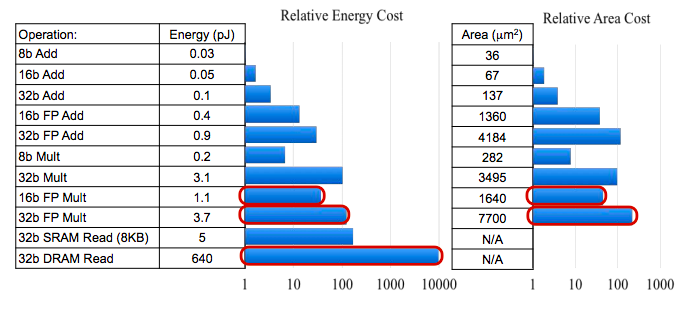 Relative Energy Cost
Relative Area Cost
Operation: Energy (pJ) Area (μm²)
8b Add 0.03 36
16b Add 0.05 67
32b Add 0.1 137
16b FP Add 0.4 1360
32b FP Add 0.9 4184
8b Mult 0.2 282
32b Mult 3.1 3495
16b FP Mult 1.1 1640
32b FP Mult 3.7 7700
32b SRAM Read (8KB) 5 N/A
32b DRAM Read 640 N/A
1 10 100 1000 10000 1 10 100 1000